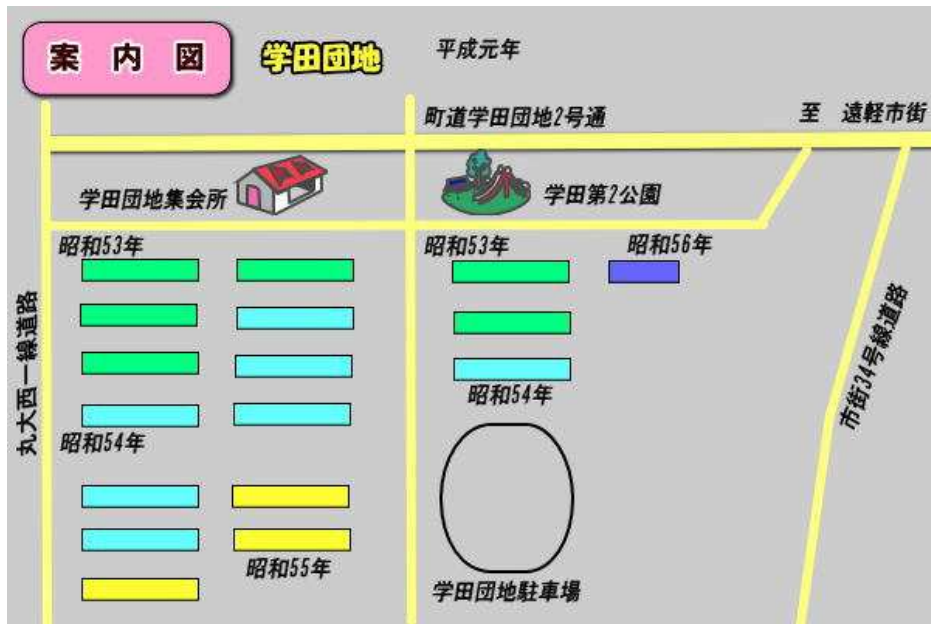 案内図
学田団地
平成元年
町道学田団地2号通
至 遠軽市街
学田団地集会所
学田第2公園
昭和53年
昭和53年
昭和56年
丸大西一線道路
市街34号線道路
昭和54年
昭和54年
昭和55年
学田団地駐車場